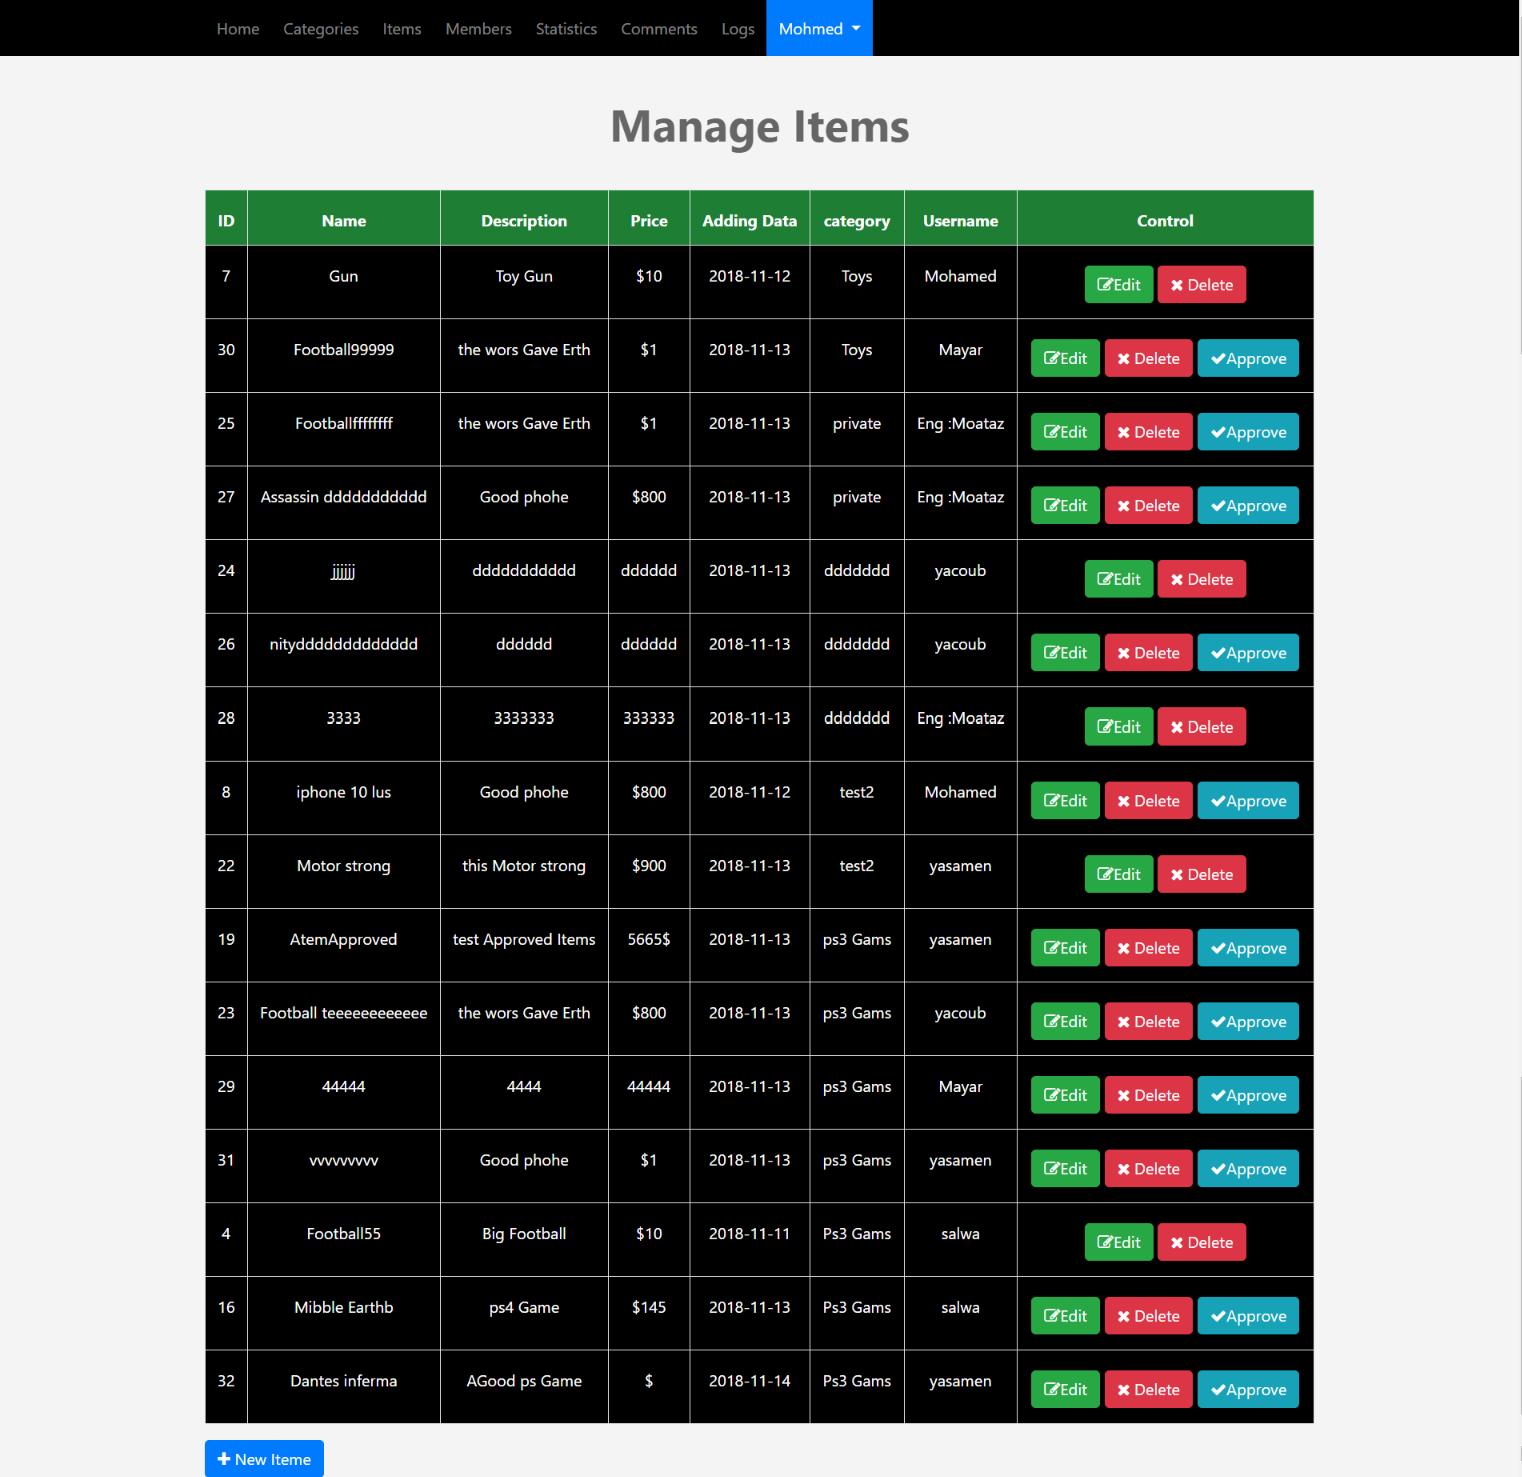 Home Categories Items Members Statistics Comments Logs Mohmed
Manage Items
ID Name Description Price Adding Data category Username Control
7 Gun Toy Gun $10 2018-11-12 Toys Mohamed Edit Delete
30 Football99999 the wors Gave Erth $1 2018-11-13 Toys Mayar Edit Delete Approve
25 Footballffffffff the wors Gave Erth $1 2018-11-13 private Eng :Moataz Edit Delete Approve
27 Assassin ddddddddddd Good phohe $800 2018-11-13 private Eng :Moataz Edit Delete Approve
24 jjjjjj ddddddddddd dddddd 2018-11-13 ddddddd yacoub Edit Delete
26 nityddddddddddddd dddddd dddddd 2018-11-13 ddddddd yacoub Edit Delete Approve
28 3333 3333333 333333 2018-11-13 ddddddd Eng :Moataz Edit Delete
8 iphone 10 lus Good phohe $800 2018-11-12 test2 Mohamed Edit Delete Approve
22 Motor strong this Motor strong $900 2018-11-13 test2 yasamen Edit Delete
19 AtemApproved test Approved Items 5665$ 2018-11-13 ps3 Gams yasamen Edit Delete Approve
23 Football teeeeeeeeeeee the wors Gave Erth $800 2018-11-13 ps3 Gams yacoub Edit Delete Approve
29 44444 4444 44444 2018-11-13 ps3 Gams Mayar Edit Delete Approve
31 vvvvvvvvv Good phohe $1 2018-11-13 ps3 Gams yasamen Edit Delete Approve
4 Football55 Big Football $10 2018-11-11 Ps3 Gams salwa Edit Delete
16 Mibble Earthb ps4 Game $145 2018-11-13 Ps3 Gams salwa Edit Delete Approve
32 Dantes inferma AGood ps Game $ 2018-11-14 Ps3 Gams yasamen Edit Delete Approve
New Iteme